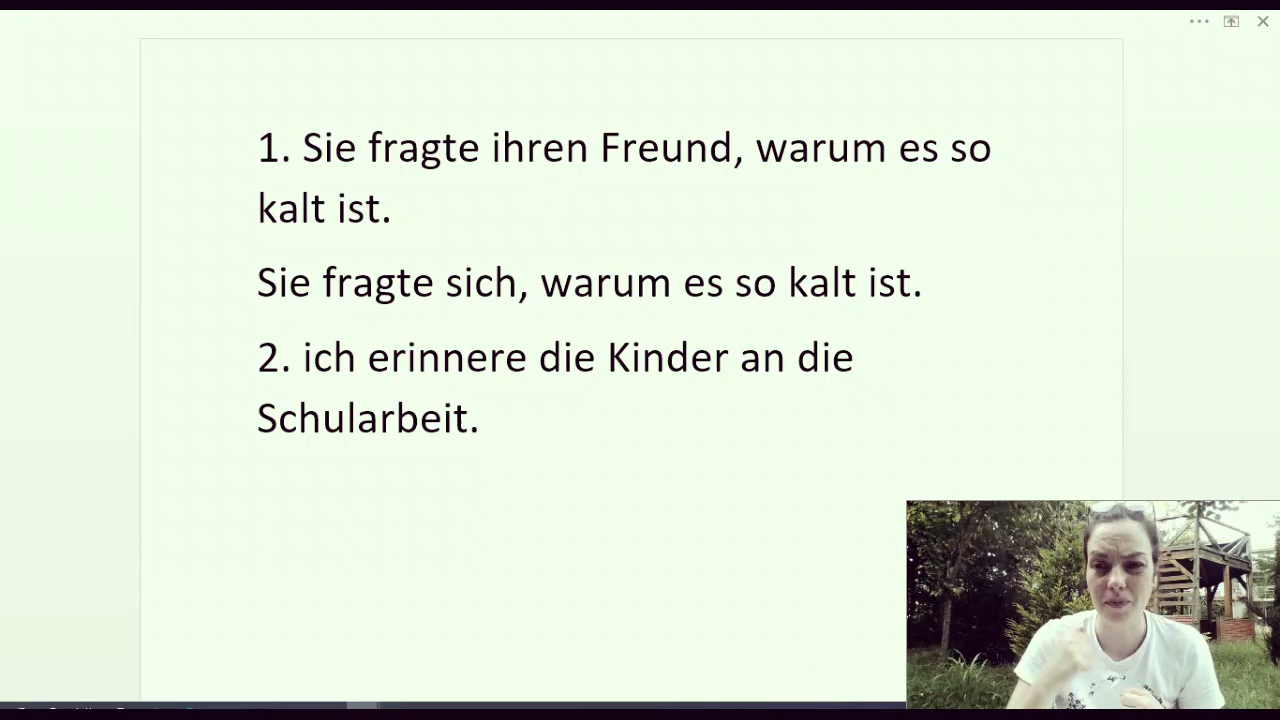 1. Sie fragte ihren Freund, warum es so
kalt ist.
Sie fragte sich, warum es so kalt ist.
2. ich erinnere die Kinder an die
Schularbeit.